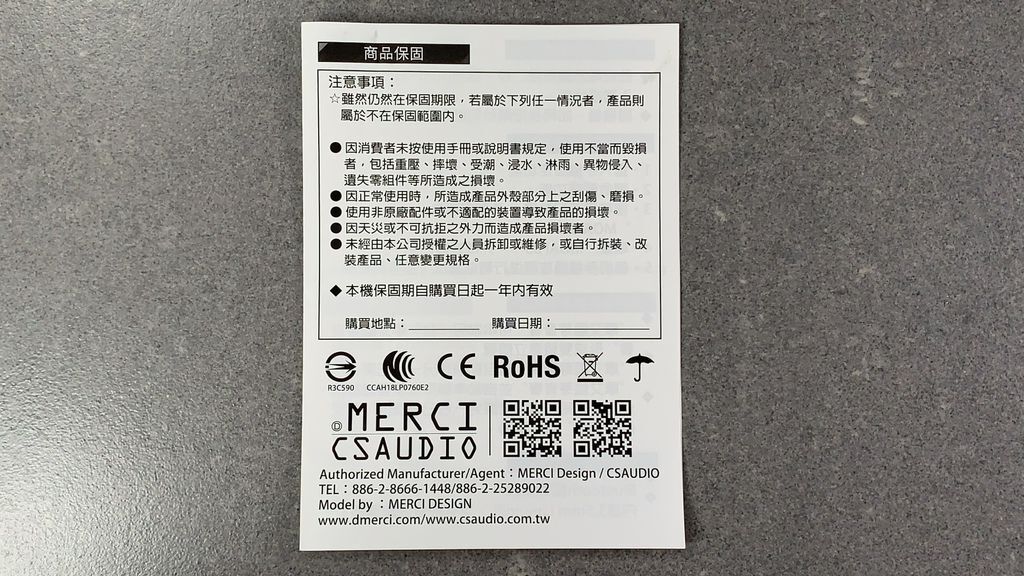 商品保固
注意事項：
☆雖然仍然在保固期限，若屬於下列任一情況者，產品則
屬於不在保固範圍內。
● 因消費者未按使用手冊或說明書規定，使用不當而毀損
者，包括重壓、摔壞、受潮、浸水、淋雨、異物侵入、
遺失零組件等所造成之損壞。
● 因正常使用時，所造成產品外殼部分上之刮傷、磨損。
● 使用非原廠配件或不適配的裝置導致產品的損壞。
● 因天災或不可抗拒之外力而造成產品損壞者。
● 未經由本公司授權之人員拆卸或維修，或自行拆裝、改
裝產品、任意變更規格。
◆ 本機保固期自購買日起一年內有效
購買地點：__________ 購買日期：______________
CE RoHS
R3C590 CCAH18LP0760E2
MERCI
CSAUDIO
Authorized Manufacturer/Agent：MERCI Design / CSAUDIO
TEL：886-2-8666-1448/886-2-25289022
Model by ：MERCI DESIGN
www.dmerci.com/www.csaudio.com.tw